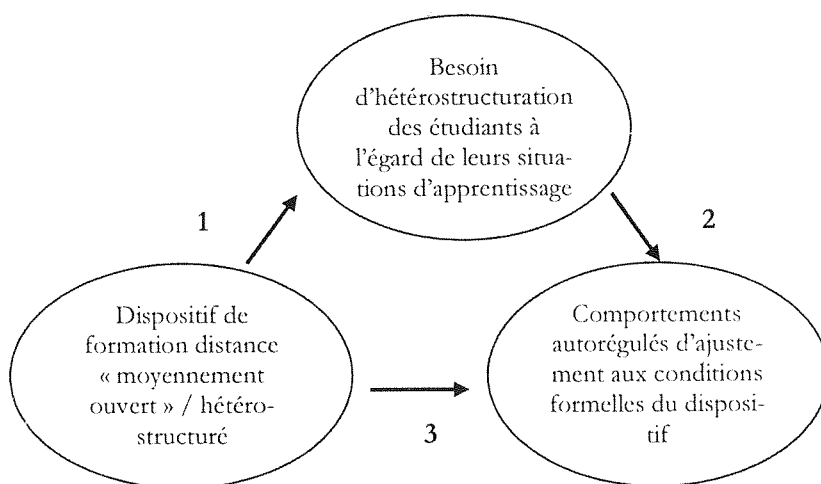 Besoin
d'hétérostructuration
des étudiants à
l'égard de leurs situa-
tions d'apprentissage
1
2
Dispositif de
formation distance
« moyennement
ouvert » / hétéro-
structuré
3
Comportements
autorégulés d'ajuste-
ment aux conditions
formelles du disposi-
tif